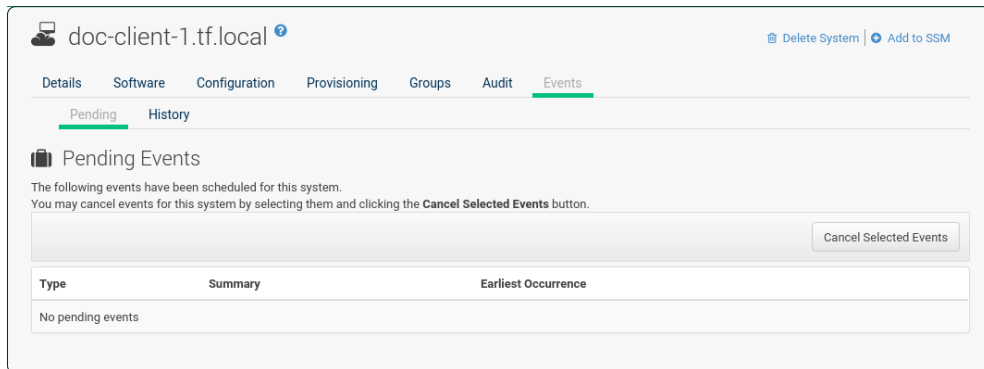 doc-client-1.tf.local ?
Delete System | Add to SSM
Details Software Configuration Provisioning Groups Audit Events
Pending History
Pending Events
The following events have been scheduled for this system.
You may cancel events for this system by selecting them and clicking the Cancel Selected Events button.
Cancel Selected Events
Type Summary Earliest Occurrence
No pending events